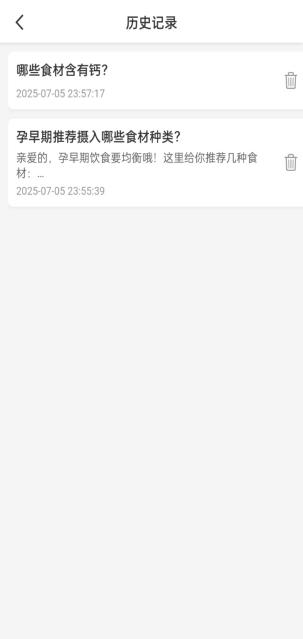 历史记录
哪些食材含有钙？
2025-07-05 23:57:17
孕早期推荐摄入哪些食材种类？
亲爱的，孕早期饮食要均衡哦！这里给你推荐几种食
材：...
2025-07-05 23:55:39